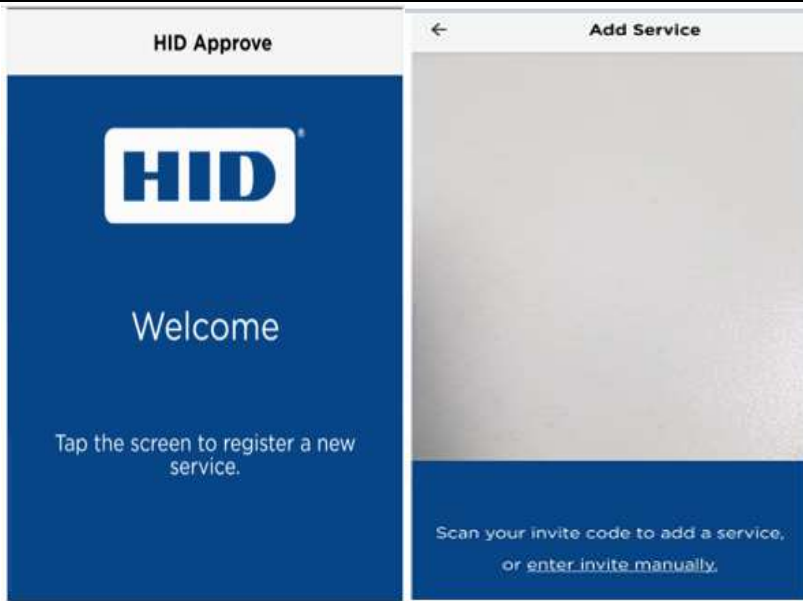 HID Approve
HID®
Welcome
Tap the screen to register a new
service.
← Add Service
Scan your invite code to add a service,
or enter invite manually.